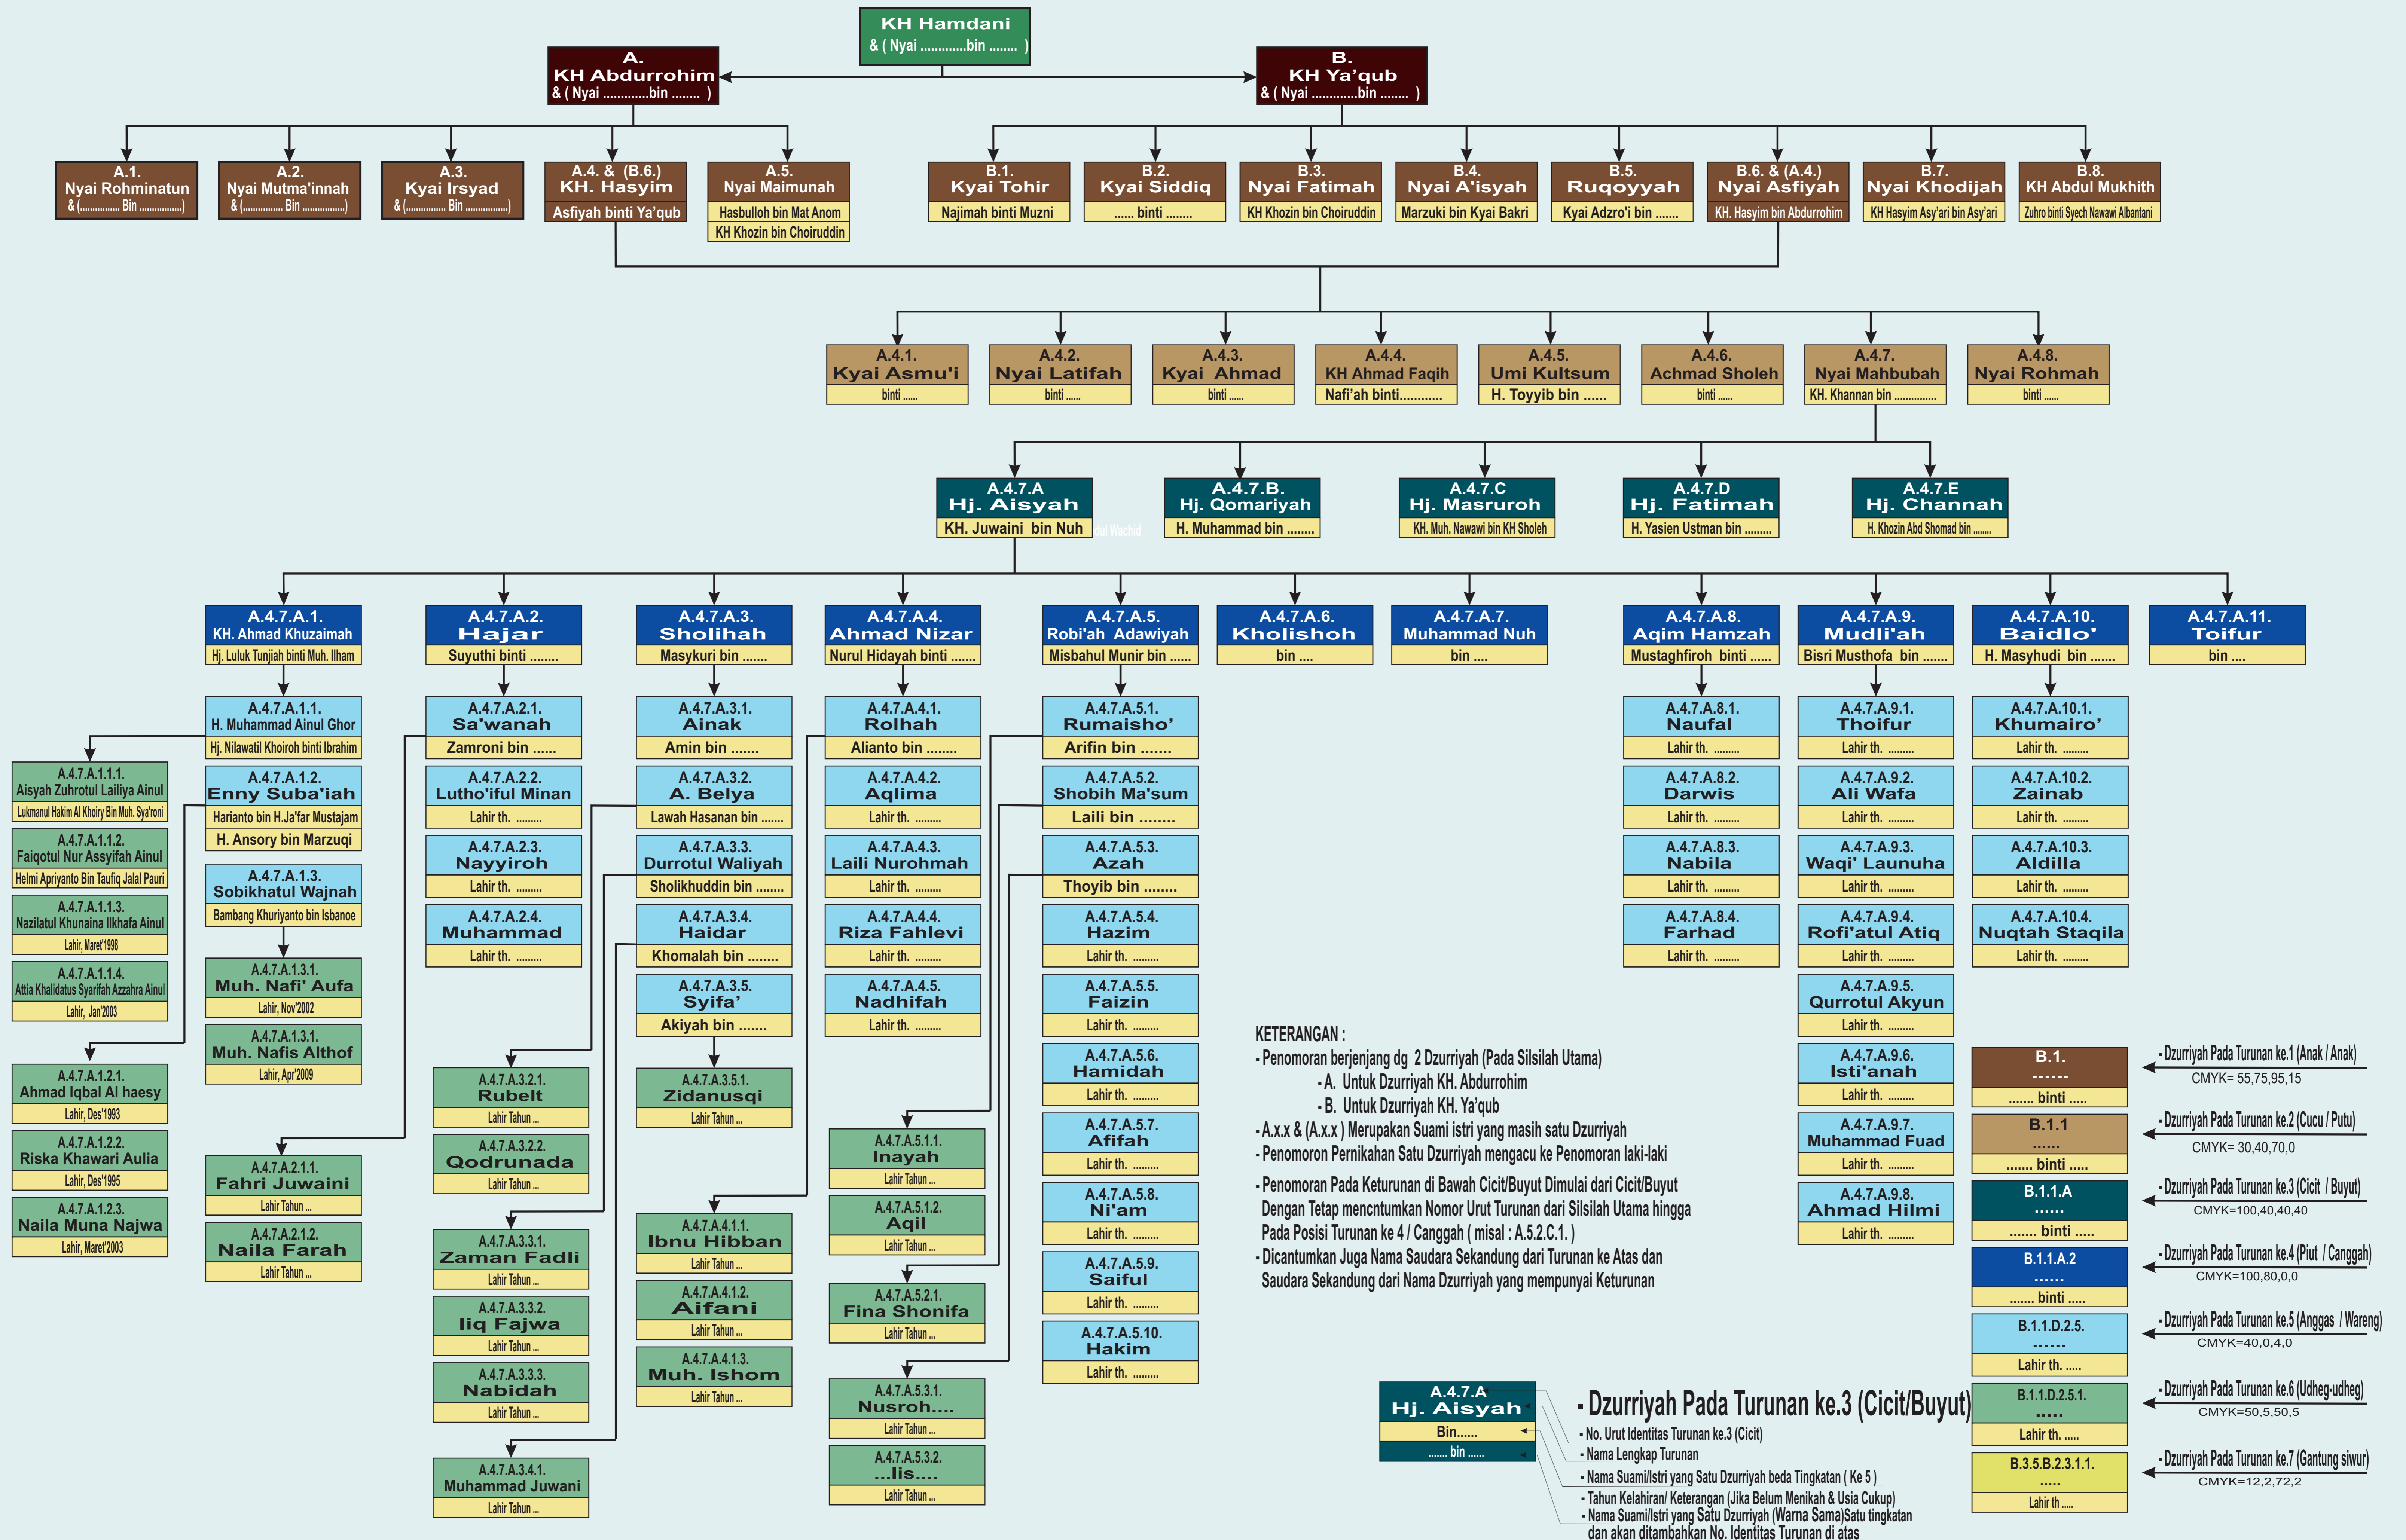 KH Hamdani
& ( Nyai .............bin ........ )
A.
KH Abdurrohim
& ( Nyai .............bin ........ )
B.
KH Ya’qub
& ( Nyai .............bin ........ )
A.1.
Nyai Rohminatun
& (............... Bin ................)
A.2.
Nyai Mutma'innah
& (............... Bin ................)
A.3.
Kyai Irsyad
& (............... Bin ................)
A.4. & (B.6.)
KH. Hasyim
Asfiyah binti Ya’qub
A.5.
Nyai Maimunah
Hasbulloh bin Mat Anom
KH Khozin bin Choiruddin
B.1.
Kyai Tohir
Najimah binti Muzni
B.2.
Kyai Siddiq
...... binti ........
B.3.
Nyai Fatimah
KH Khozin bin Choiruddin
B.4.
Nyai A'isyah
Marzuki bin Kyai Bakri
B.5.
Ruqoyyah
Kyai Adzro'i bin .......
B.6. & (A.4.)
Nyai Asfiyah
KH. Hasyim bin Abdurrohim
B.7.
Nyai Khodijah
KH Hasyim Asy’ari bin Asy’ari
B.8.
KH Abdul Mukhith
Zuhro binti Syech Nawawi Albantani
A.4.1.
Kyai Asmu'i
binti ......
A.4.2.
Nyai Latifah
binti ......
A.4.3.
Kyai Ahmad
binti ......
A.4.4.
KH Ahmad Faqih
Nafi’ah binti............
A.4.5.
Umi Kultsum
H. Toyyib bin ......
A.4.6.
Achmad Sholeh
binti ......
A.4.7.
Nyai Mahbubah
KH. Khannan bin ..............
A.4.8.
Nyai Rohmah
binti ......
A.4.7.A
Hj. Aisyah
KH. Juwaini bin Nuh
dul Wachid
A.4.7.B.
Hj. Qomariyah
H. Muhammad bin ........
A.4.7.C
Hj. Masruroh
KH. Muh. Nawawi bin KH Sholeh
A.4.7.D
Hj. Fatimah
H. Yasien Ustman bin .........
A.4.7.E
Hj. Channah
H. Khozin Abd Shomad bin ........
A.4.7.A.1.
KH. Ahmad Khuzaimah
Hj. Luluk Tunjiah binti Muh. Ilham
A.4.7.A.2.
Hajar
Suyuthi binti ........
A.4.7.A.3.
Sholihah
Masykuri bin .......
A.4.7.A.4.
Ahmad Nizar
Nurul Hidayah binti .......
A.4.7.A.5.
Robi'ah Adawiyah
Misbahul Munir bin ......
A.4.7.A.6.
Kholishoh
bin ....
A.4.7.A.7.
Muhammad Nuh
bin ....
A.4.7.A.8.
Aqim Hamzah
Mustaghfiroh binti ......
A.4.7.A.9.
Mudli'ah
Bisri Musthofa bin .......
A.4.7.A.10.
Baidlo'
H. Masyhudi bin .......
A.4.7.A.11.
Toifur
bin ....
A.4.7.A.1.1.
H. Muhammad Ainul Ghor
Hj. Nilawatil Khoiroh binti Ibrahim
A.4.7.A.1.2.
Enny Suba'iah
Harianto bin H.Ja'far Mustajam
H. Ansory bin Marzuqi
A.4.7.A.1.3.
Sobikhatul Wajnah
Bambang Khuriyanto bin Isbanoe
A.4.7.A.1.3.1.
Muh. Nafi' Aufa
Lahir, Nov'2002
A.4.7.A.1.3.1.
Muh. Nafis Althof
Lahir, Apr'2009
A.4.7.A.1.1.1.
Aisyah Zuhrotul Lailiya Ainul
Lukmanul Hakim Al Khoiry Bin Muh. Sya'roni
A.4.7.A.1.1.2.
Faiqotul Nur Assyifah Ainul
Helmi Apriyanto Bin Taufiq Jalal Pauri
A.4.7.A.1.1.3.
Nazilatul Khunaina Ilkhafa Ainul
Lahir, Maret'1998
A.4.7.A.1.1.4.
Attia Khalidatus Syarifah Azzahra Ainul
Lahir, Jan'2003
A.4.7.A.1.2.1.
Ahmad Iqbal Al haesy
Lahir, Des'1993
A.4.7.A.1.2.2.
Riska Khawari Aulia
Lahir, Des'1995
A.4.7.A.1.2.3.
Naila Muna Najwa
Lahir, Maret'2003
A.4.7.A.2.1.
Sa'wanah
Zamroni bin ......
A.4.7.A.2.2.
Lutho'iful Minan
Lahir th. .........
A.4.7.A.2.3.
Nayyiroh
Lahir th. .........
A.4.7.A.2.4.
Muhammad
Lahir th. .........
A.4.7.A.2.1.1.
Fahri Juwaini
Lahir Tahun ...
A.4.7.A.2.1.2.
Naila Farah
Lahir Tahun ...
A.4.7.A.3.1.
Ainak
Amin bin .......
A.4.7.A.3.2.
A. Belya
Lawah Hasanan bin .......
A.4.7.A.3.3.
Durrotul Waliyah
Sholikhuddin bin ........
A.4.7.A.3.4.
Haidar
Khomalah bin ........
A.4.7.A.3.5.
Syifa’
Akiyah bin .......
A.4.7.A.3.5.1.
Zidanusqi
Lahir Tahun ...
A.4.7.A.3.2.1.
Rubelt
Lahir Tahun ...
A.4.7.A.3.2.2.
Qodrunada
Lahir Tahun ...
A.4.7.A.3.3.1.
Zaman Fadli
Lahir Tahun ...
A.4.7.A.3.3.2.
Iiq Fajwa
Lahir Tahun ...
A.4.7.A.3.3.3.
Nabidah
Lahir Tahun ...
A.4.7.A.3.4.1.
Muhammad Juwani
Lahir Tahun ...
A.4.7.A.4.1.
Rolhah
Alianto bin ........
A.4.7.A.4.2.
Aqlima
Lahir th. .........
A.4.7.A.4.3.
Laili Nurohmah
Lahir th. .........
A.4.7.A.4.4.
Riza Fahlevi
Lahir th. .........
A.4.7.A.4.5.
Nadhifah
Lahir th. .........
A.4.7.A.4.1.1.
Ibnu Hibban
Lahir Tahun ...
A.4.7.A.4.1.2.
Aifani
Lahir Tahun ...
A.4.7.A.4.1.3.
Muh. Ishom
Lahir Tahun ...
A.4.7.A.5.1.
Rumaisho’
Arifin bin .......
A.4.7.A.5.2.
Shobih Ma'sum
Laili bin ........
A.4.7.A.5.3.
Azah
Thoyib bin ........
A.4.7.A.5.4.
Hazim
Lahir th. .........
A.4.7.A.5.5.
Faizin
Lahir th. .........
A.4.7.A.5.6.
Hamidah
Lahir th. .........
A.4.7.A.5.7.
Afifah
Lahir th. .........
A.4.7.A.5.8.
Ni'am
Lahir th. .........
A.4.7.A.5.9.
Saiful
Lahir th. .........
A.4.7.A.5.10.
Hakim
Lahir th. .........
A.4.7.A.5.1.1.
Inayah
Lahir Tahun ...
A.4.7.A.5.1.2.
Aqil
Lahir Tahun ...
A.4.7.A.5.2.1.
Fina Shonifa
Lahir Tahun ...
A.4.7.A.5.3.1.
Nusroh....
Lahir Tahun ...
A.4.7.A.5.3.2.
...Iis....
Lahir Tahun ...
A.4.7.A.8.1.
Naufal
Lahir th. .........
A.4.7.A.8.2.
Darwis
Lahir th. .........
A.4.7.A.8.3.
Nabila
Lahir th. .........
A.4.7.A.8.4.
Farhad
Lahir th. .........
A.4.7.A.9.1.
Thoifur
Lahir th. .........
A.4.7.A.9.2.
Ali Wafa
Lahir th. .........
A.4.7.A.9.3.
Waqi' Launuha
Lahir th. .........
A.4.7.A.9.4.
Rofi'atul Atiq
Lahir th. .........
A.4.7.A.9.5.
Qurrotul Akyun
Lahir th. .........
A.4.7.A.9.6.
Isti'anah
Lahir th. .........
A.4.7.A.9.7.
Muhammad Fuad
Lahir th. .........
A.4.7.A.9.8.
Ahmad Hilmi
Lahir th. .........
A.4.7.A.10.1.
Khumairo’
Lahir th. .........
A.4.7.A.10.2.
Zainab
Lahir th. .........
A.4.7.A.10.3.
Aldilla
Lahir th. .........
A.4.7.A.10.4.
Nuqtah Staqila
Lahir th. .........
KETERANGAN :
- Penomoran berjenjang dg 2 Dzurriyah (Pada Silsilah Utama)
- A. Untuk Dzurriyah KH. Abdurrohim
- B. Untuk Dzurriyah KH. Ya’qub
- A.x.x & (A.x.x ) Merupakan Suami istri yang masih satu Dzurriyah
- Penomoron Pernikahan Satu Dzurriyah mengacu ke Penomoran laki-laki
- Penomoran Pada Keturunan di Bawah Cicit/Buyut Dimulai dari Cicit/Buyut
Dengan Tetap mencntumkan Nomor Urut Turunan dari Silsilah Utama hingga
Pada Posisi Turunan ke 4 / Canggah ( misal : A.5.2.C.1. )
- Dicantumkan Juga Nama Saudara Sekandung dari Turunan ke Atas dan
Saudara Sekandung dari Nama Dzurriyah yang mempunyai Keturunan
B.1.
......
....... binti .....
- Dzurriyah Pada Turunan ke.1 (Anak / Anak)
CMYK= 55,75,95,15
B.1.1
......
....... binti .....
- Dzurriyah Pada Turunan ke.2 (Cucu / Putu)
CMYK= 30,40,70,0
B.1.1.A
......
....... binti .....
- Dzurriyah Pada Turunan ke.3 (Cicit / Buyut)
CMYK=100,40,40,40
B.1.1.A.2
......
....... binti .....
- Dzurriyah Pada Turunan ke.4 (Piut / Canggah)
CMYK=100,80,0,0
B.1.1.D.2.5.
......
Lahir th. .....
- Dzurriyah Pada Turunan ke.5 (Anggas / Wareng)
CMYK=40,0,4,0
B.1.1.D.2.5.1.
.....
Lahir th. .....
- Dzurriyah Pada Turunan ke.6 (Udheg-udheg)
CMYK=50,5,50,5
B.3.5.B.2.3.1.1.
.....
Lahir th .....
- Dzurriyah Pada Turunan ke.7 (Gantung siwur)
CMYK=12,2,72,2
A.4.7.A
Hj. Aisyah
Bin......
....... bin ......
- Dzurriyah Pada Turunan ke.3 (Cicit/Buyut)
- No. Urut Identitas Turunan ke.3 (Cicit)
- Nama Lengkap Turunan
- Nama Suami/Istri yang Satu Dzurriyah beda Tingkatan ( Ke 5 )
- Tahun Kelahiran/ Keterangan (Jika Belum Menikah & Usia Cukup)
- Nama Suami/Istri yang Satu Dzurriyah (Warna Sama)Satu tingkatan
dan akan ditambahkan No. Identitas Turunan di atas